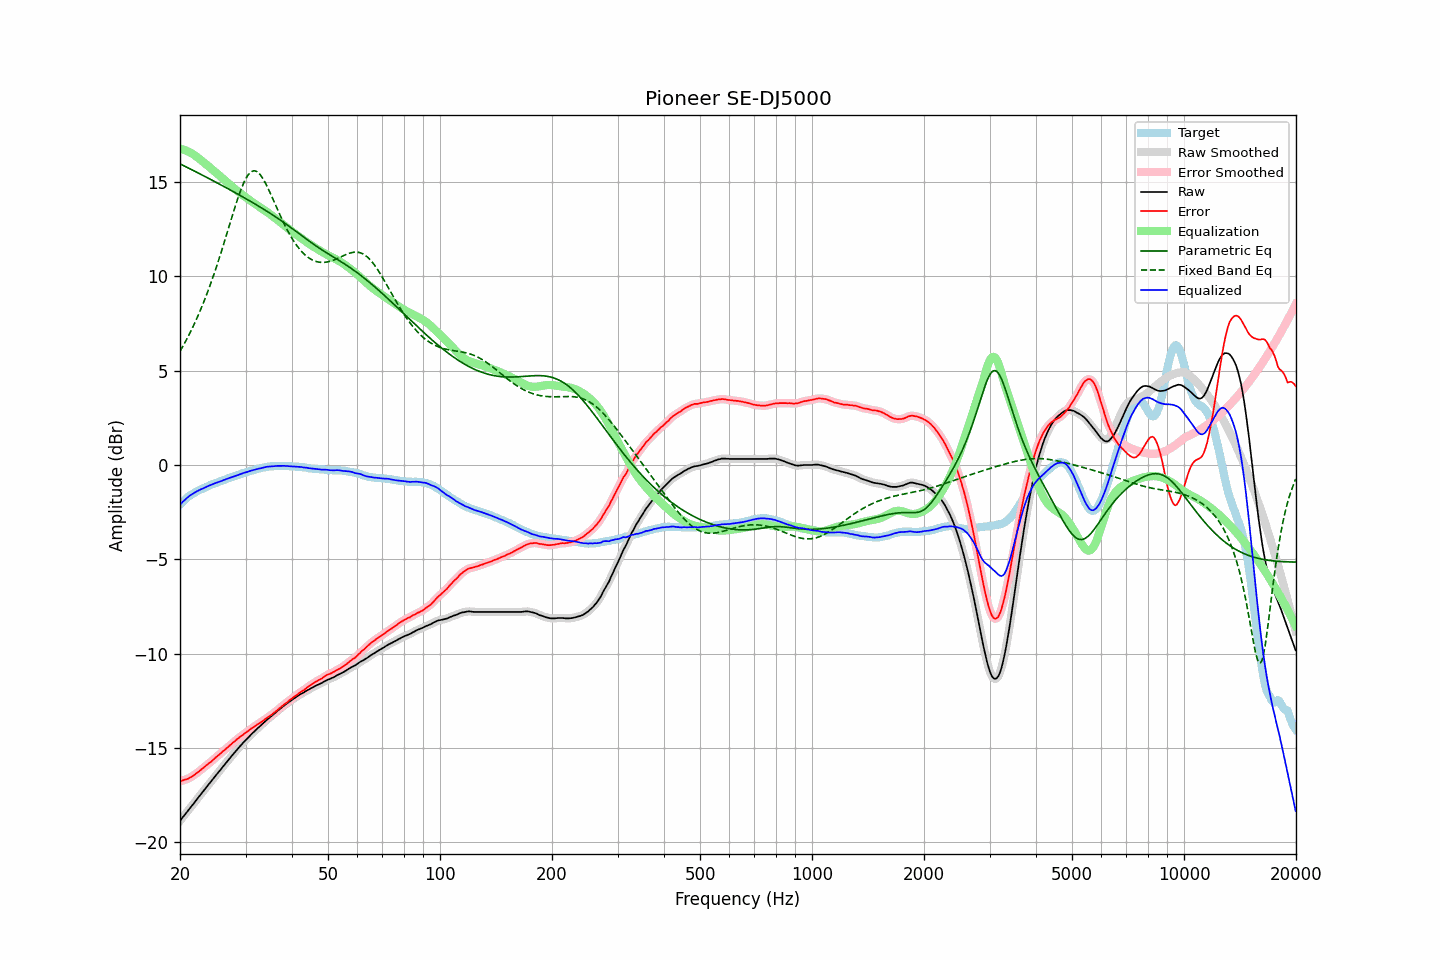 Pioneer SE-DJ5000
Target
Raw Smoothed
Error Smoothed
Raw
Error
Equalization
Parametric Eq
Fixed Band Eq
Equalized
Amplitude (dBr)
15
10
5
0
−5
−10
−15
−20
20
50
100
200
500
1000
2000
5000
10000
20000
Frequency (Hz)